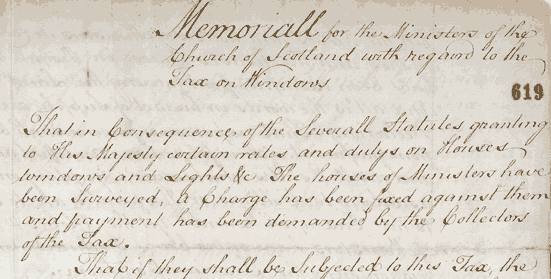 Memoriall for the Ministers of the
Church of Scotland with regard to the
Tax on Windows
619
That in Consequence of the Severall Statutes granting
to His Majesty certain rates and dutys on Houses
windows and Lights &c The houses of Ministers have
been Surveyed, a Charge has been fixed against them
and payment has been demanded by the Collectors
of the Tax.
That if they shall be Subjected to this Tax, the